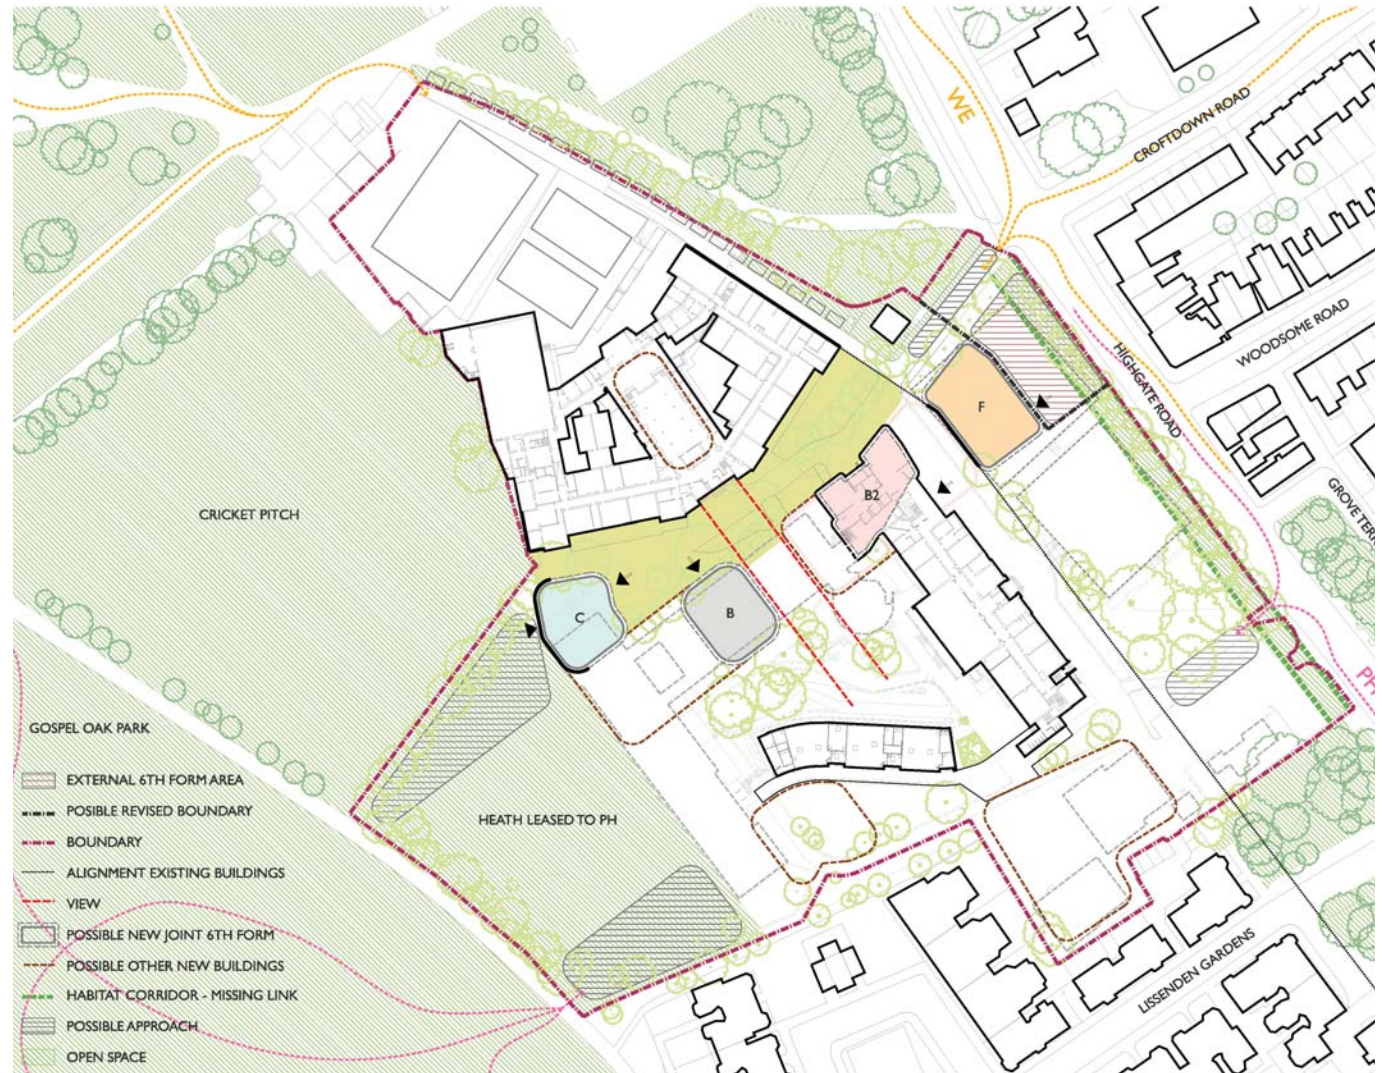 WE
CROFTDOWN ROAD
WOODSOME ROAD
HIGHGATE ROAD
F
B2
CRICKET PITCH
C
B
PH
GOSPEL OAK PARK
EXTERNAL 6TH FORM AREA
POSIBLE REVISED BOUNDARY
BOUNDARY
HEATH LEASED TO PH
ALIGNMENT EXISTING BUILDINGS
VIEW
POSSIBLE NEW JOINT 6TH FORM
POSSIBLE OTHER NEW BUILDINGS
HABITAT CORRIDOR - MISSING LINK
LISSENDEN GARDENS
POSSIBLE APPROACH
OPEN SPACE